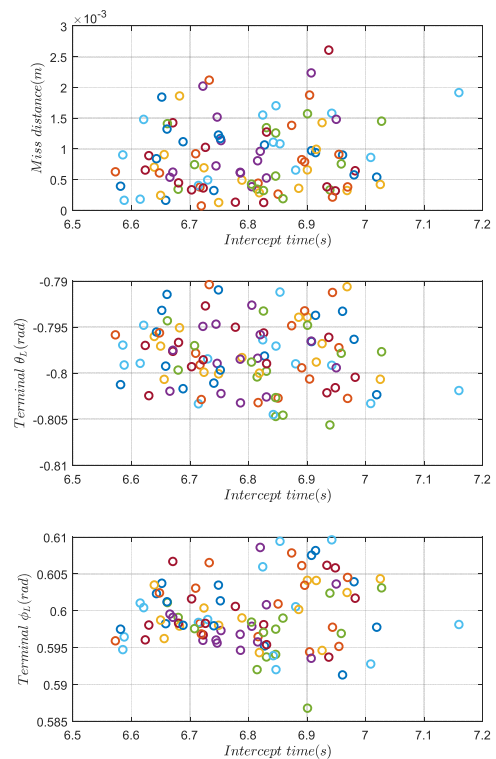 ×10⁻³
3
2.5
2
1.5
1
0.5
0
Miss distance(m)
6.5 6.6 6.7 6.8 6.9 7 7.1 7.2
Intercept time(s)
-0.79
-0.795
-0.8
-0.805
-0.81
Terminal θ_L(rad)
6.5 6.6 6.7 6.8 6.9 7 7.1 7.2
Intercept time(s)
0.61
0.605
0.6
0.595
0.59
0.585
Terminal ϕ_L(rad)
6.5 6.6 6.7 6.8 6.9 7 7.1 7.2
Intercept time(s)